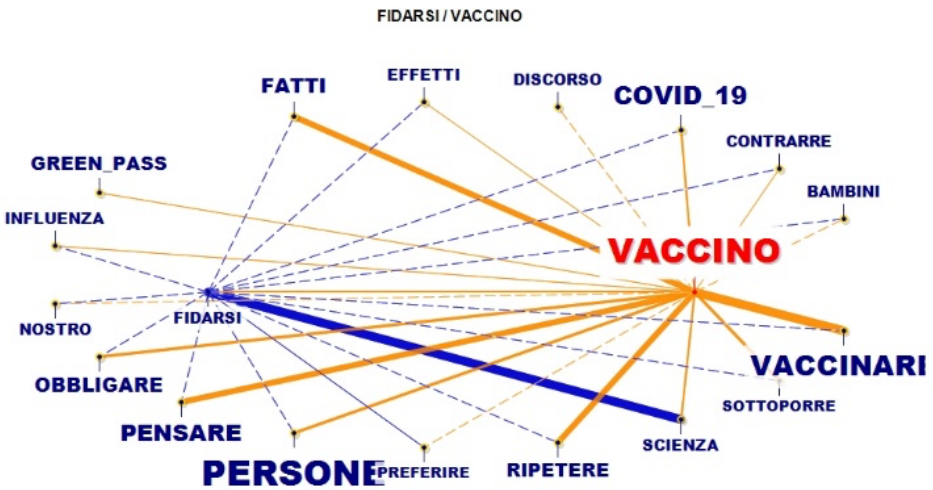 FIDARSI / VACCINO
FATTI
EFFETTI
DISCORSO
COVID_19
GREEN_PASS
CONTRARRE
INFLUENZA
BAMBINI
VACCINO
NOSTRO
FIDARSI
OBBLIGARE
VACCINARI
SOTTOPORRE
PENSARE
SCIENZA
PERSONE
PREFERIRE
RIPETERE